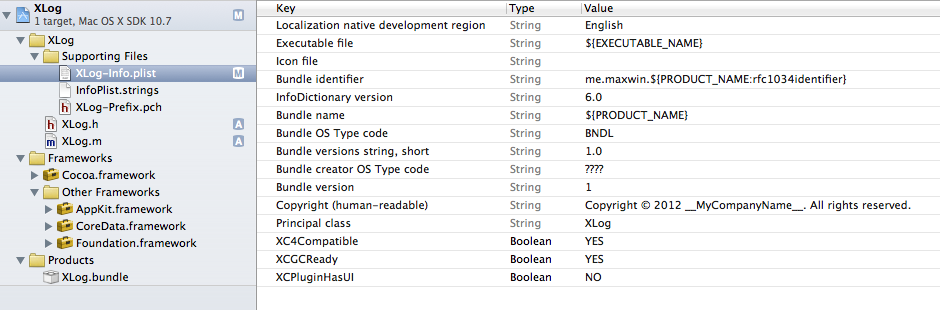 XLog
M
1 target, Mac OS X SDK 10.7
XLog
Supporting Files
XLog-Info.plist
M
InfoPlist.strings
h XLog-Prefix.pch
h XLog.h
A
m XLog.m
A
Frameworks
Cocoa.framework
Other Frameworks
AppKit.framework
CoreData.framework
Foundation.framework
Products
XLog.bundle
Key Type Value
Localization native development region String English
Executable file String ${EXECUTABLE_NAME}
Icon file String
Bundle identifier String me.maxwin.${PRODUCT_NAME:rfc1034identifier}
InfoDictionary version String 6.0
Bundle name String ${PRODUCT_NAME}
Bundle OS Type code String BNDL
Bundle versions string, short String 1.0
Bundle creator OS Type code String ????
Bundle version String 1
Copyright (human-readable) String Copyright © 2012 __MyCompanyName__. All rights reserved.
Principal class String XLog
XC4Compatible Boolean YES
XCGCReady Boolean YES
XCPluginHasUI Boolean NO